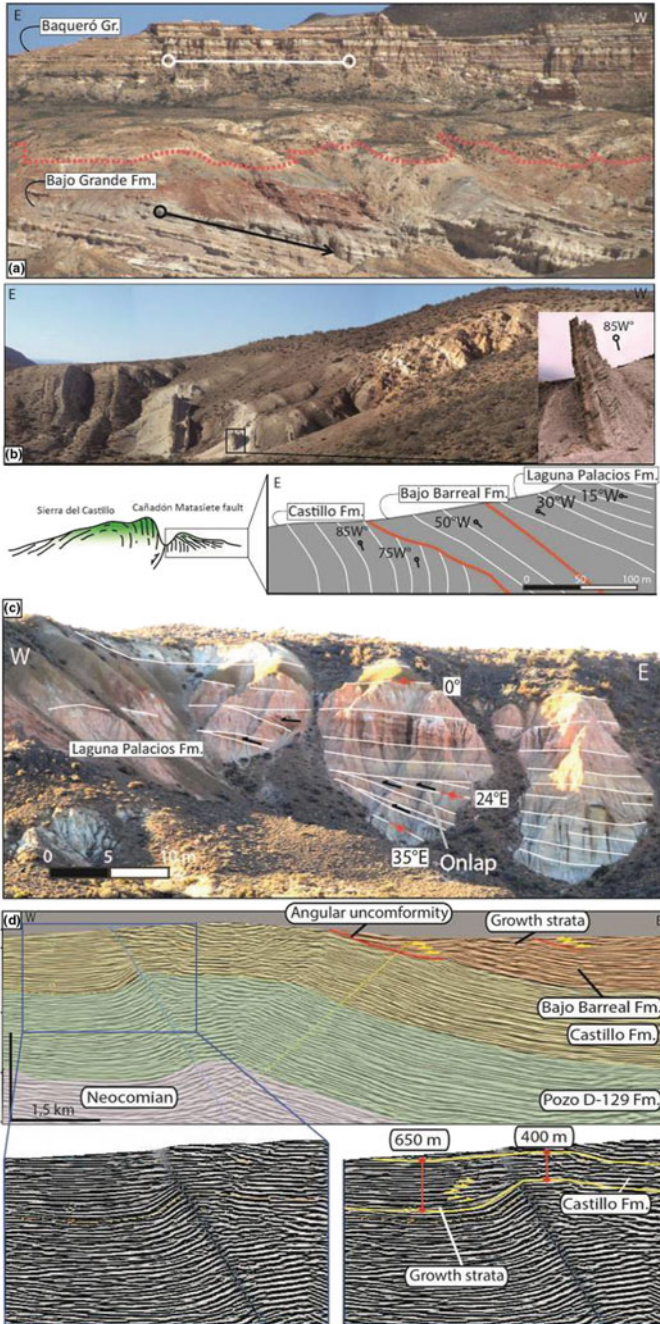 E
W
Baqueró Gr.
Bajo Grande Fm.
(a)
E
W
85W°
(b)
Sierra del Castillo
Cañadón Matasiete fault
E
Laguna Palacios Fm.
Bajo Barreal Fm.
Castillo Fm.
85W°
75W°
50°W
30°W
15°W
0 50 100 m
(c)
W
E
0°
Laguna Palacios Fm.
24°E
35°E
Onlap
0 5 10 m
(d)
W
E
Angular uncomformity
Growth strata
Bajo Barreal Fm.
Castillo Fm.
Neocomian
Pozo D-129 Fm.
1,5 km
650 m
400 m
Castillo Fm.
Growth strata